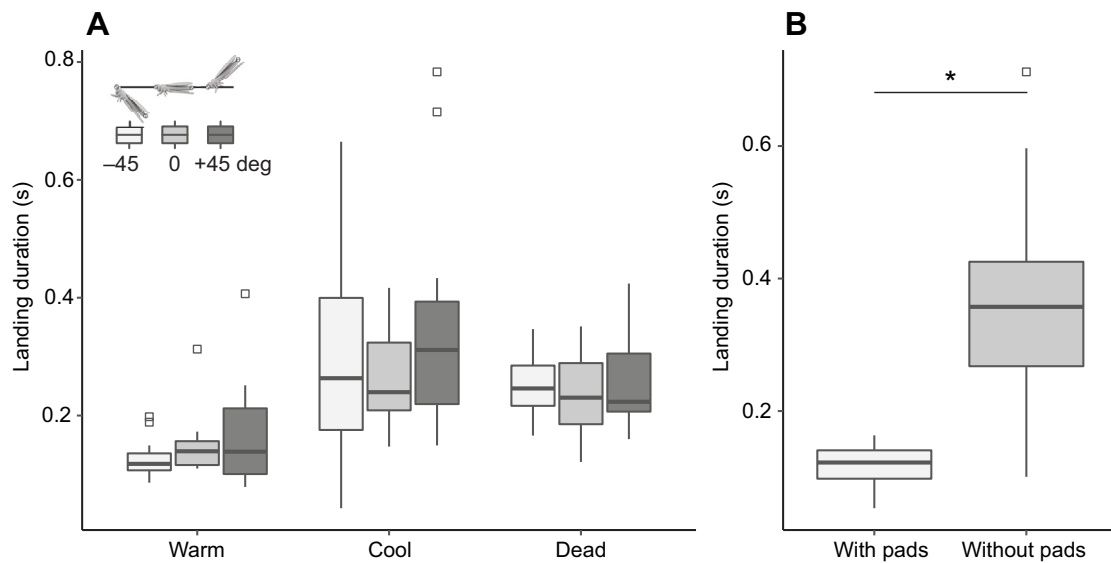 A
Landing duration (s)
0.8
0.6
0.4
0.2
–45 0 +45 deg
Warm Cool Dead
B
Landing duration (s)
0.6
0.4
0.2
*
With pads Without pads